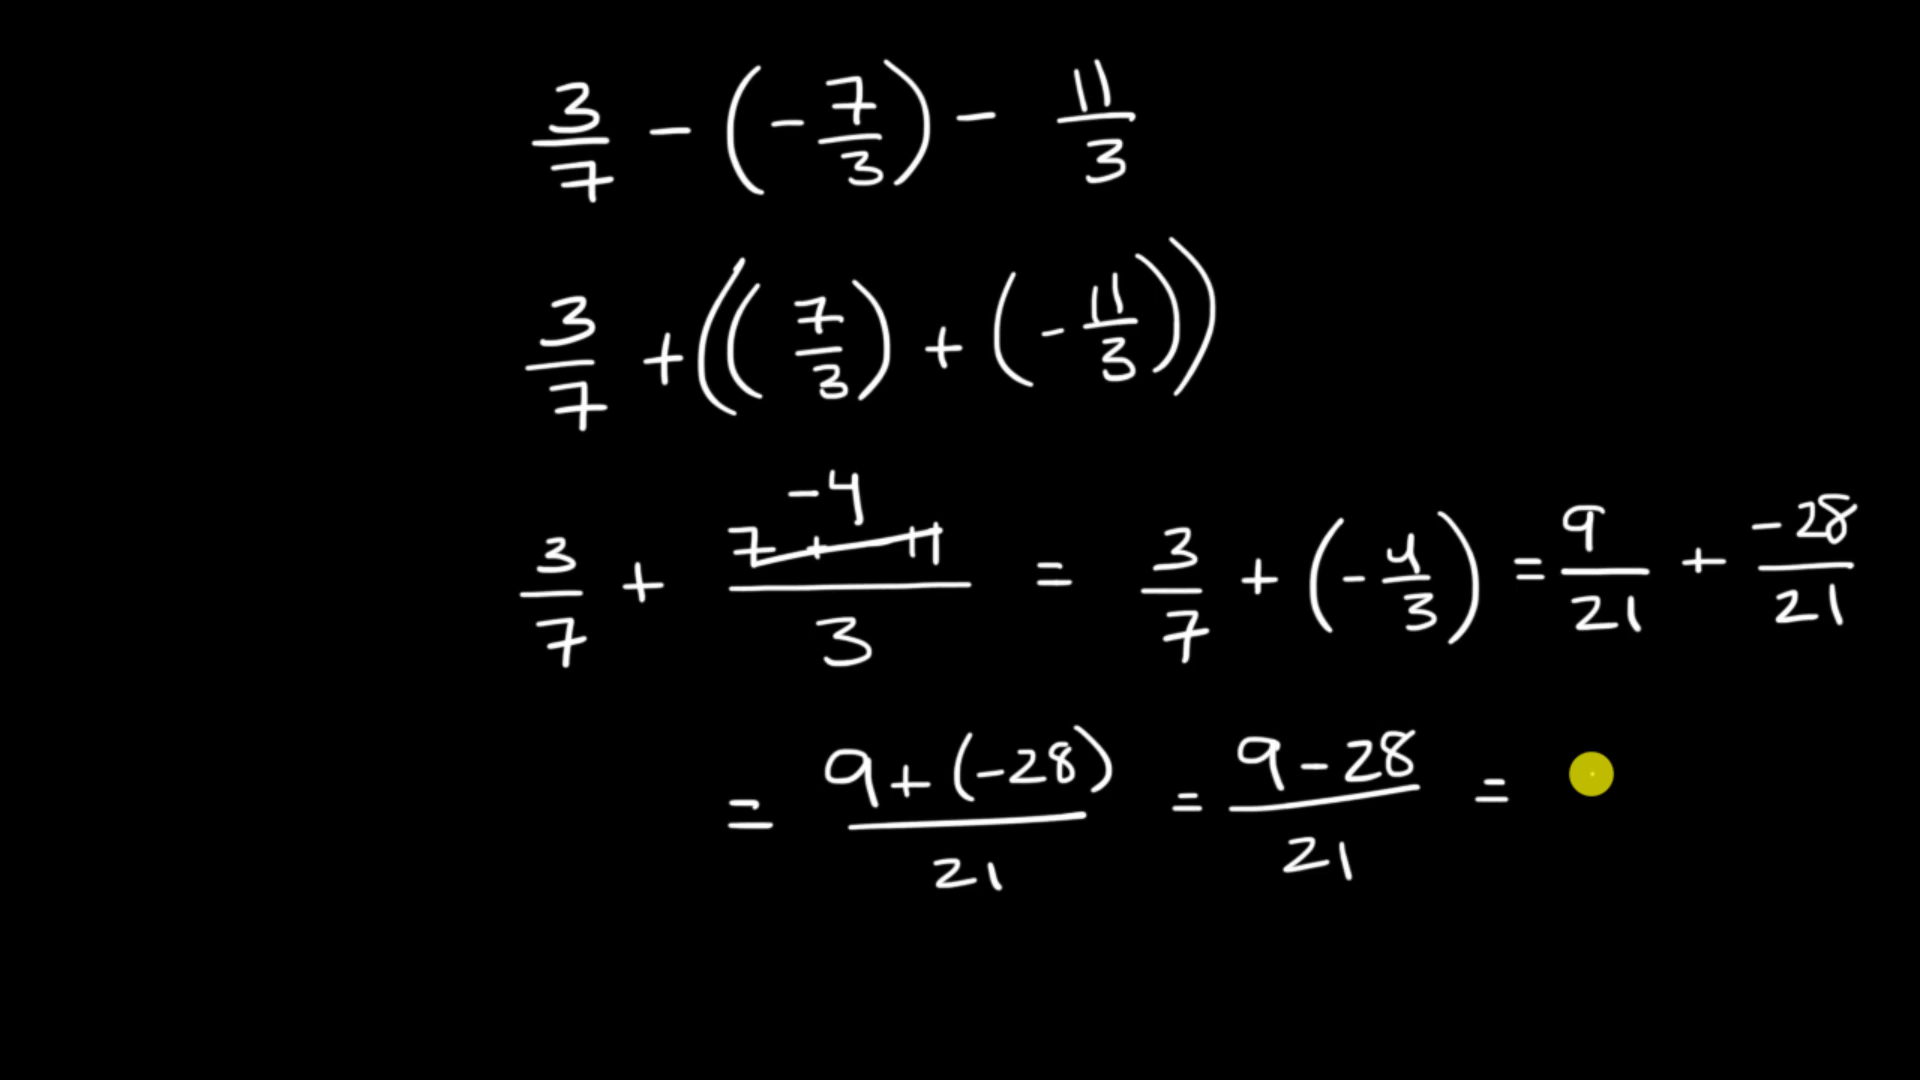 3/7 - (- 7/3) - 11/3
3/7 + ((7/3) + (- 11/3))
-4
3/7 + 7 + 11/3 = 3/7 + (- 4/3) = 9/21 + -28/21
= 9 + (-28)/21 = 9 - 28/21 =